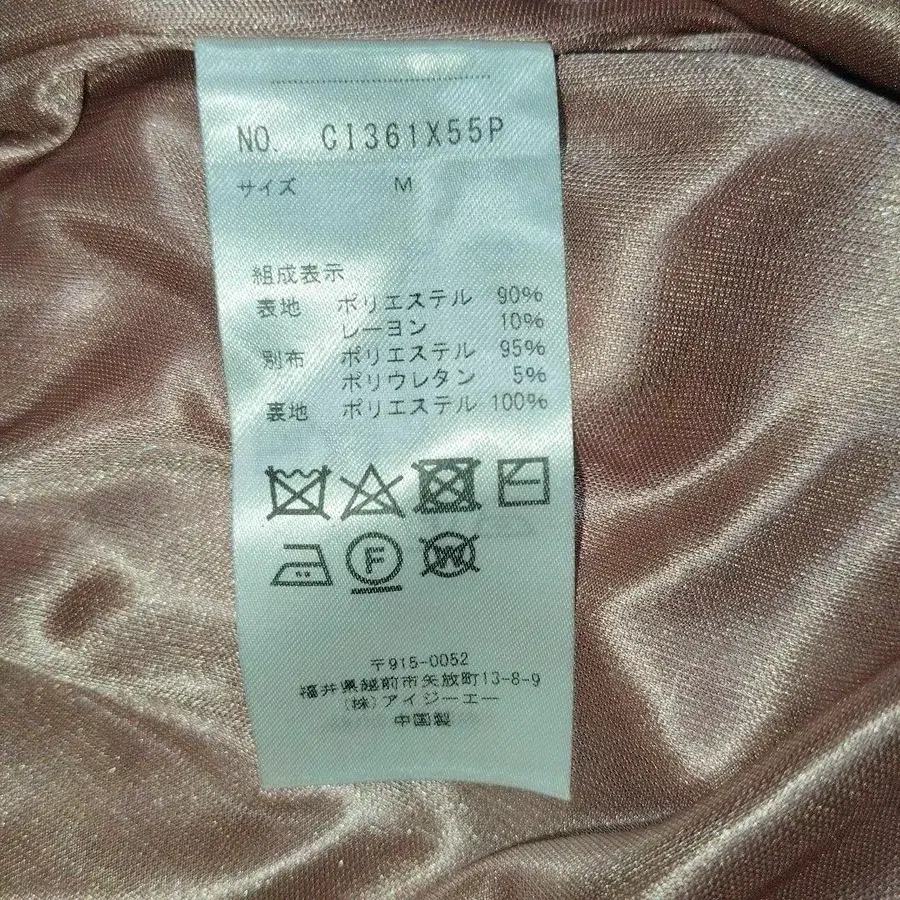 NO. CI361X55P
サイズ M
組成表示
表地 ポリエステル 90%
レーヨン 10%
別布 ポリエステル 95%
ポリウレタン 5%
裏地 ポリエステル 100%
F
W
〒915-0052
福井県越前市矢放町13-8-9
(株)アイジーエー
中国製